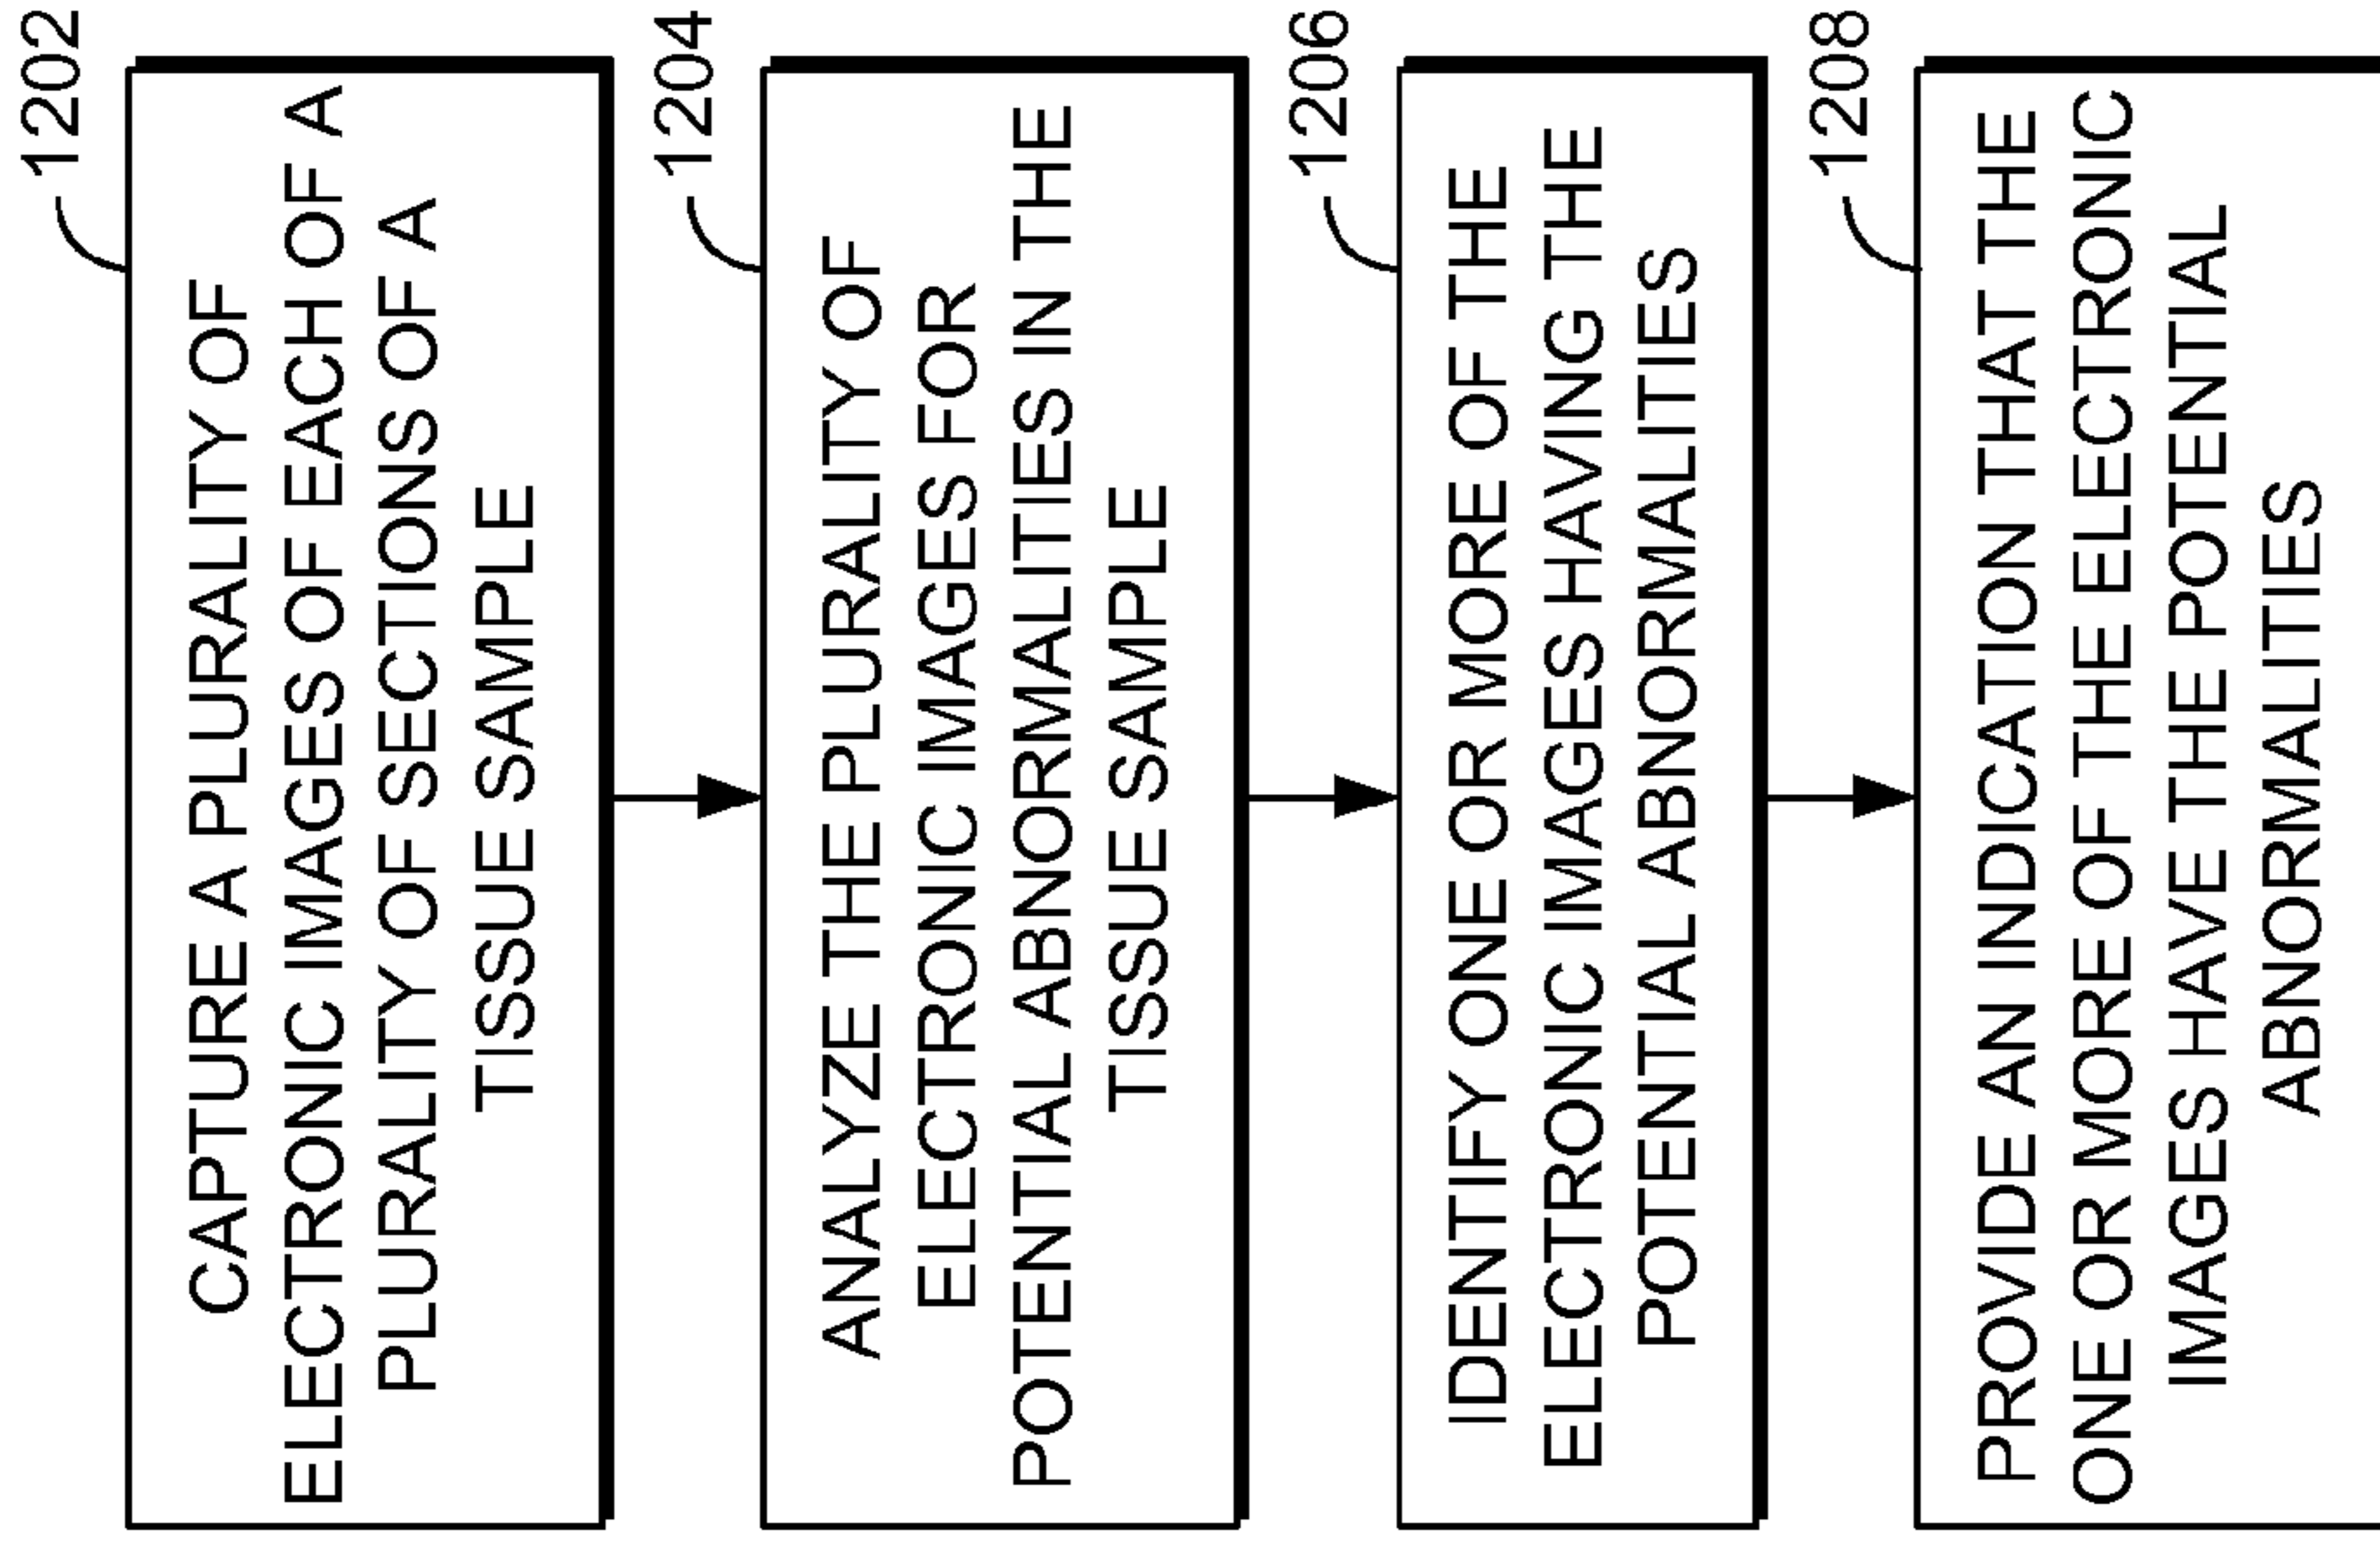 1202
CAPTURE A PLURALITY OF
ELECTRONIC IMAGES OF EACH OF A
PLURALITY OF SECTIONS OF A
TISSUE SAMPLE
1204
ANALYZE THE PLURALITY OF
ELECTRONIC IMAGES FOR
POTENTIAL ABNORMALITIES IN THE
TISSUE SAMPLE
1206
IDENTIFY ONE OR MORE OF THE
ELECTRONIC IMAGES HAVING THE
POTENTIAL ABNORMALITIES
1208
PROVIDE AN INDICATION THAT THE
ONE OR MORE OF THE ELECTRONIC
IMAGES HAVE THE POTENTIAL
ABNORMALITIES